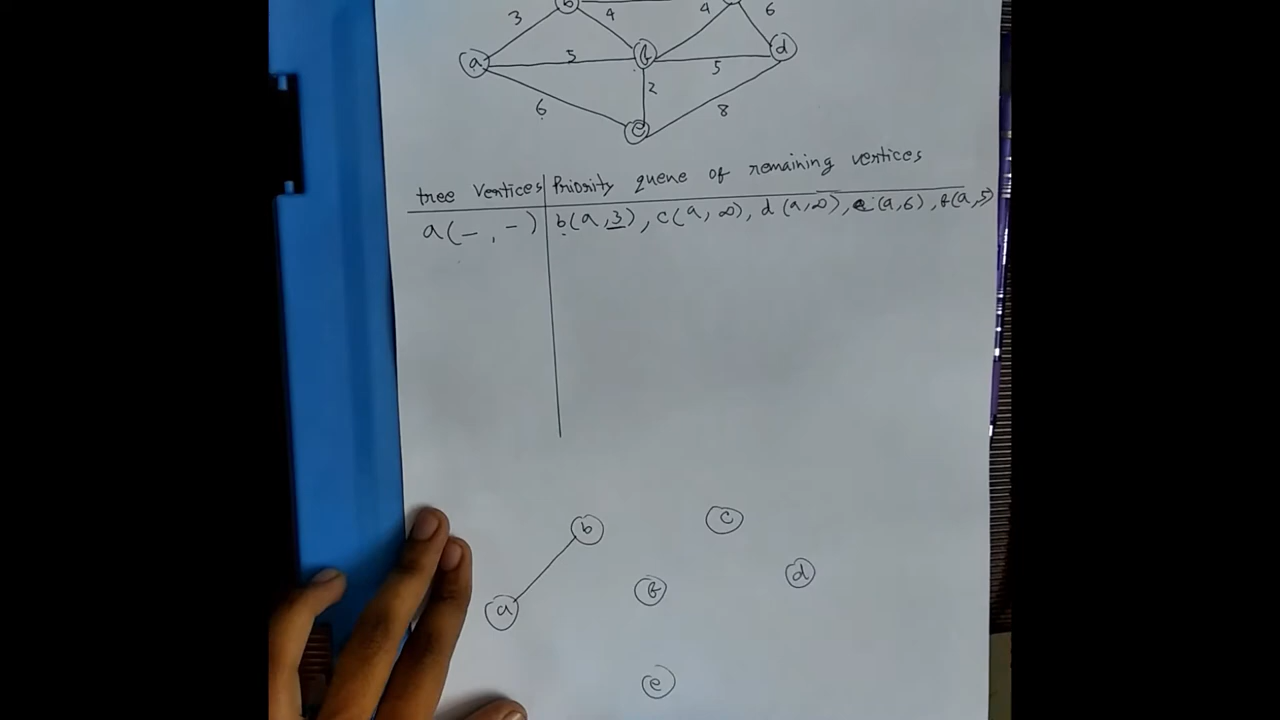 b
3 4 4 6
a 5 f 5 d
2
6 8
e
tree Vertices Priority queue of remaining vertices
a(–, –) b(a,3), c(a, ∞), d(a,∞), e(a,6), f(a,5)
b c
f d
a
e